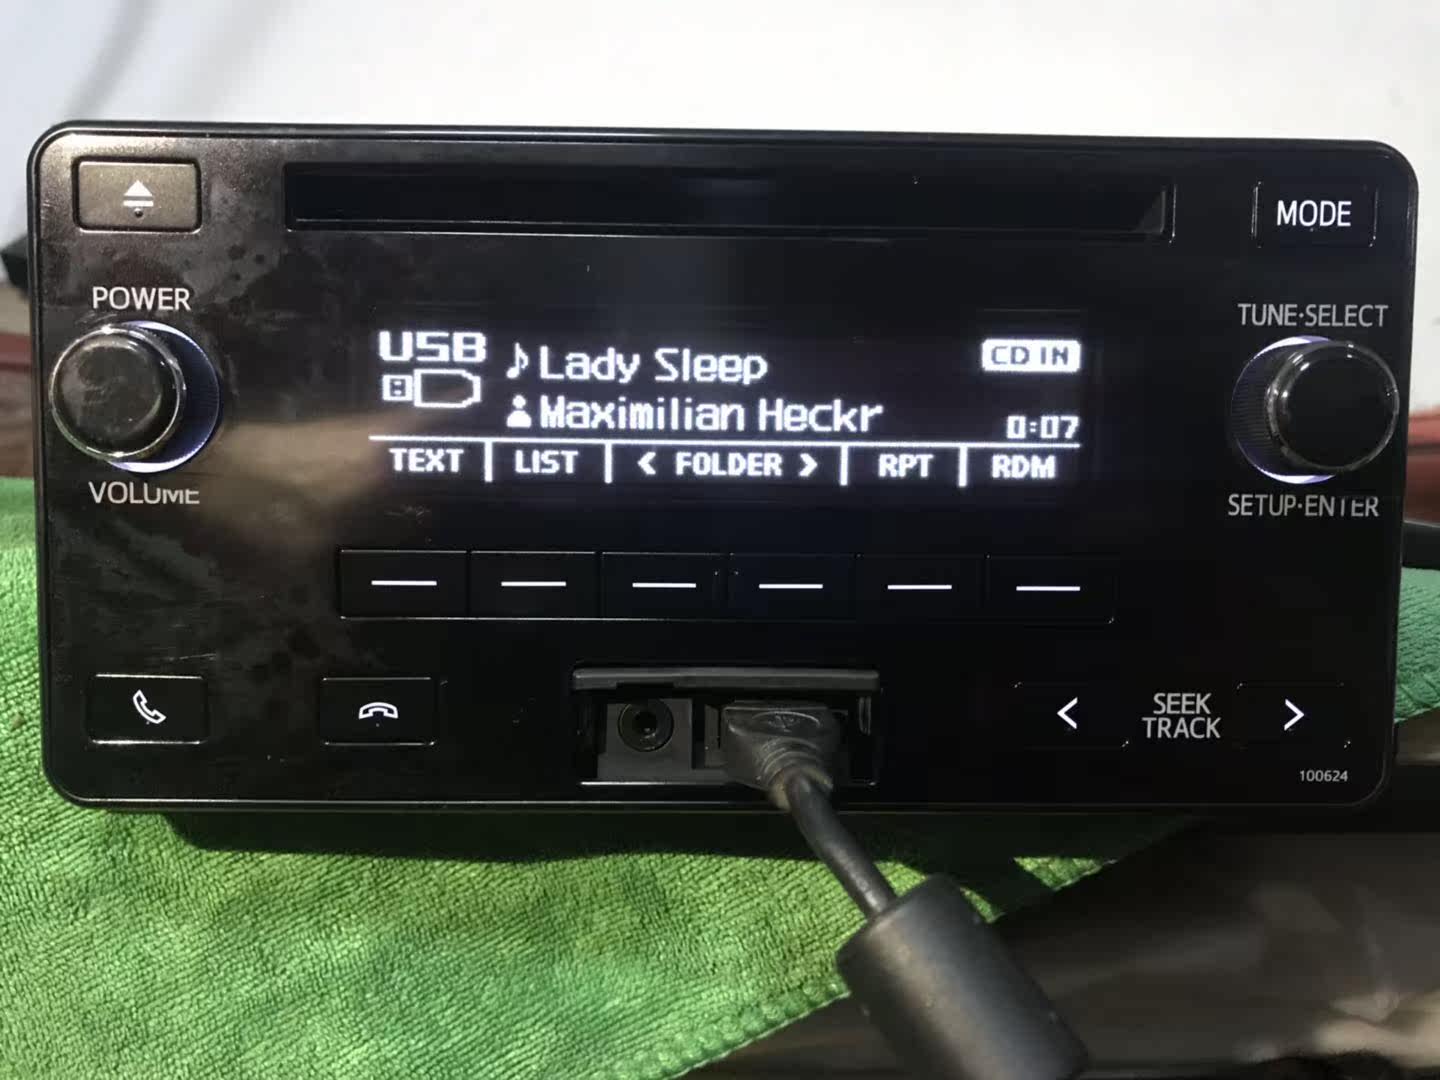 MODE
POWER
VOLUME
TUNE·SELECT
SETUP·ENTER
USB
Lady Sleep
CD IN
Maximilian Heckr
0:07
TEXT LIST < FOLDER > RPT RDM
< SEEK TRACK >
100624